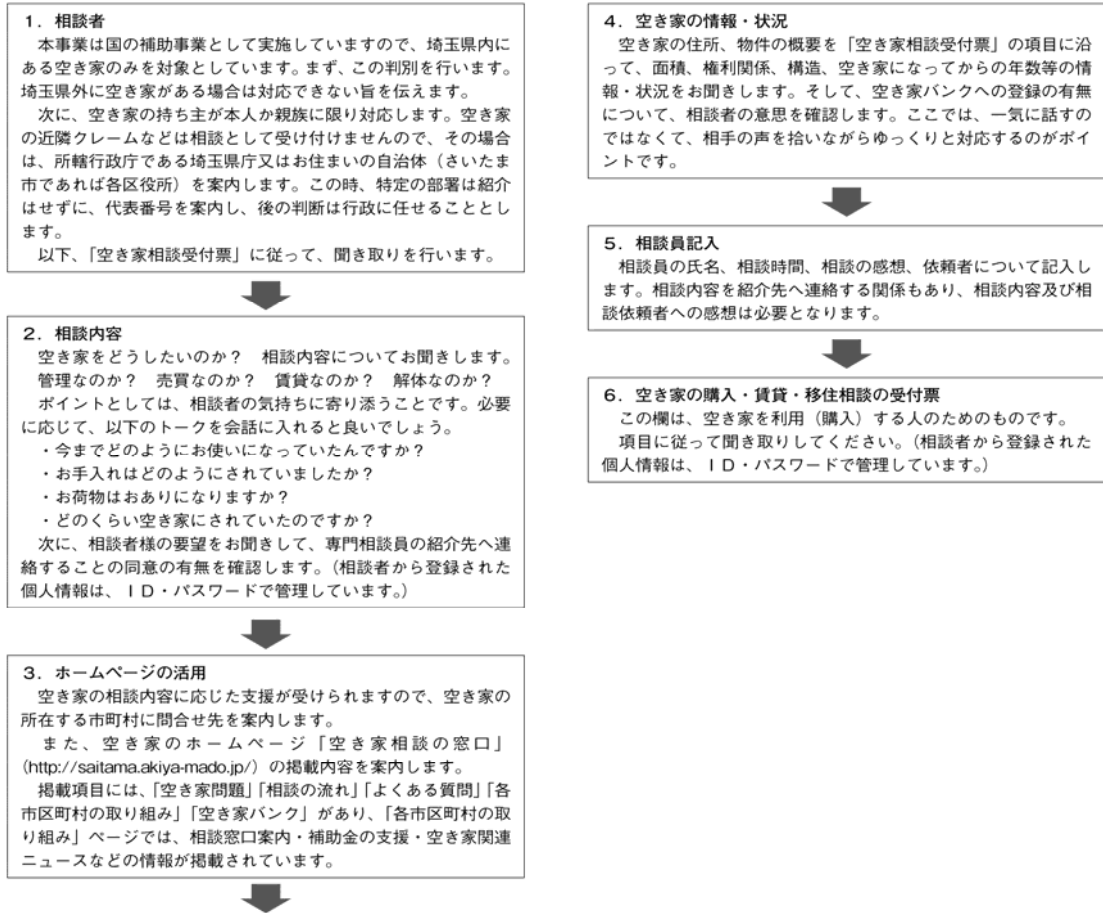 1．相談者
本事業は国の補助事業として実施していますので、埼玉県内に
ある空き家のみを対象としています。まず、この判別を行います。
埼玉県外に空き家がある場合は対応できない旨を伝えます。
次に、空き家の持ち主が本人か親族に限り対応します。空き家
の近隣クレームなどは相談として受け付けませんので、その場合
は、所轄行政庁である埼玉県庁又はお住まいの自治体（さいたま
市であれば各区役所）を案内します。この時、特定の部署は紹介
はせずに、代表番号を案内し、後の判断は行政に任せることとし
ます。
以下、「空き家相談受付票」に従って、聞き取りを行います。
2．相談内容
空き家をどうしたいのか？　相談内容についてお聞きします。
管理なのか？　売買なのか？　賃貸なのか？　解体なのか？
ポイントとしては、相談者の気持ちに寄り添うことです。必要
に応じて、以下のトークを会話に入れると良いでしょう。
・今までどのようにお使いになっていたんですか？
・お手入れはどのようにされていましたか？
・お荷物はおありになりますか？
・どのくらい空き家にされていたのですか？
次に、相談者様の要望をお聞きして、専門相談員の紹介先へ連
絡することの同意の有無を確認します。（相談者から登録された
個人情報は、ＩＤ・パスワードで管理しています。）
3．ホームページの活用
空き家の相談内容に応じた支援が受けられますので、空き家の
所在する市町村に問合せ先を案内します。
また、空き家のホームページ「空き家相談の窓口」
（http://saitama.akiya-mado.jp/）の掲載内容を案内します。
掲載項目には、「空き家問題」「相談の流れ」「よくある質問」「各
市区町村の取り組み」「空き家バンク」があり、「各市区町村の取
り組み」ページでは、相談窓口案内・補助金の支援・空き家関連
ニュースなどの情報が掲載されています。
4．空き家の情報・状況
空き家の住所、物件の概要を「空き家相談受付票」の項目に沿
って、面積、権利関係、構造、空き家になってからの年数等の情
報・状況をお聞きします。そして、空き家バンクへの登録の有無
について、相談者の意思を確認します。ここでは、一気に話すの
ではなくて、相手の声を拾いながらゆっくりと対応するのがポイ
ントです。
5．相談員記入
相談員の氏名、相談時間、相談の感想、依頼者について記入し
ます。相談内容を紹介先へ連絡する関係もあり、相談内容及び相
談依頼者への感想は必要となります。
6．空き家の購入・賃貸・移住相談の受付票
この欄は、空き家を利用（購入）する人のためのものです。
項目に従って聞き取りしてください。（相談者から登録された
個人情報は、ＩＤ・パスワードで管理しています。）